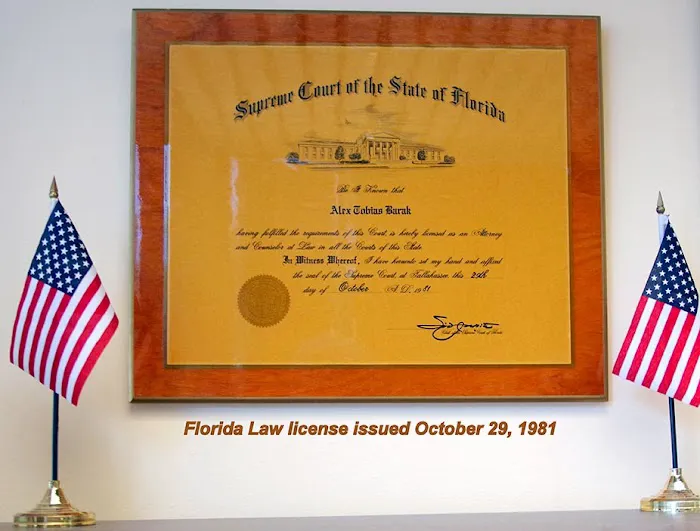 Supreme Court of the State of Florida
Be It Known that
Alex Tobias Barak
having fulfilled the requirements of this Court is hereby licensed as an Attorney
and Counselor at Law in all the Courts of this State.
In Witness Whereof, I have hereunto set my hand and affixed
the seal of the Supreme Court, at Tallahassee this 29th
day of October A.D. 1981
Florida Law license issued October 29, 1981